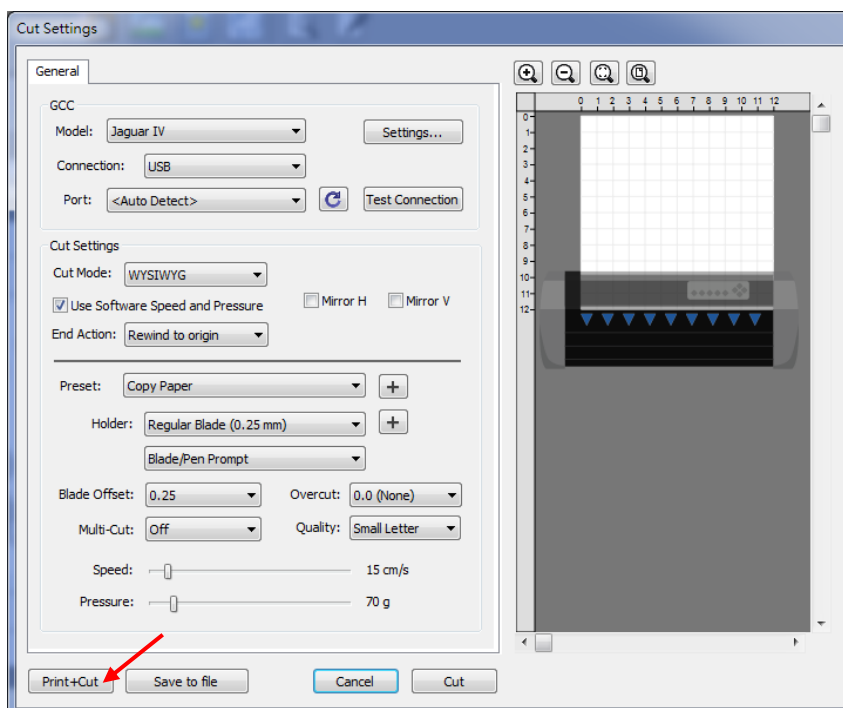 Cut Settings
General
GCC
Model: Jaguar IV Settings...
Connection: USB
Port: <Auto Detect> Test Connection
Cut Settings
Cut Mode: WYSIWYG
Use Software Speed and Pressure Mirror H Mirror V
End Action: Rewind to origin
Preset: Copy Paper +
Holder: Regular Blade (0.25 mm) +
Blade/Pen Prompt
Blade Offset: 0.25 Overcut: 0.0 (None)
Multi-Cut: Off Quality: Small Letter
Speed: 15 cm/s
Pressure: 70 g
Print+Cut Save to file Cancel Cut
0 1 2 3 4 5 6 7 8 9 10 11 12
0
1
2
3
4
5
6
7
8
9
10
11
12